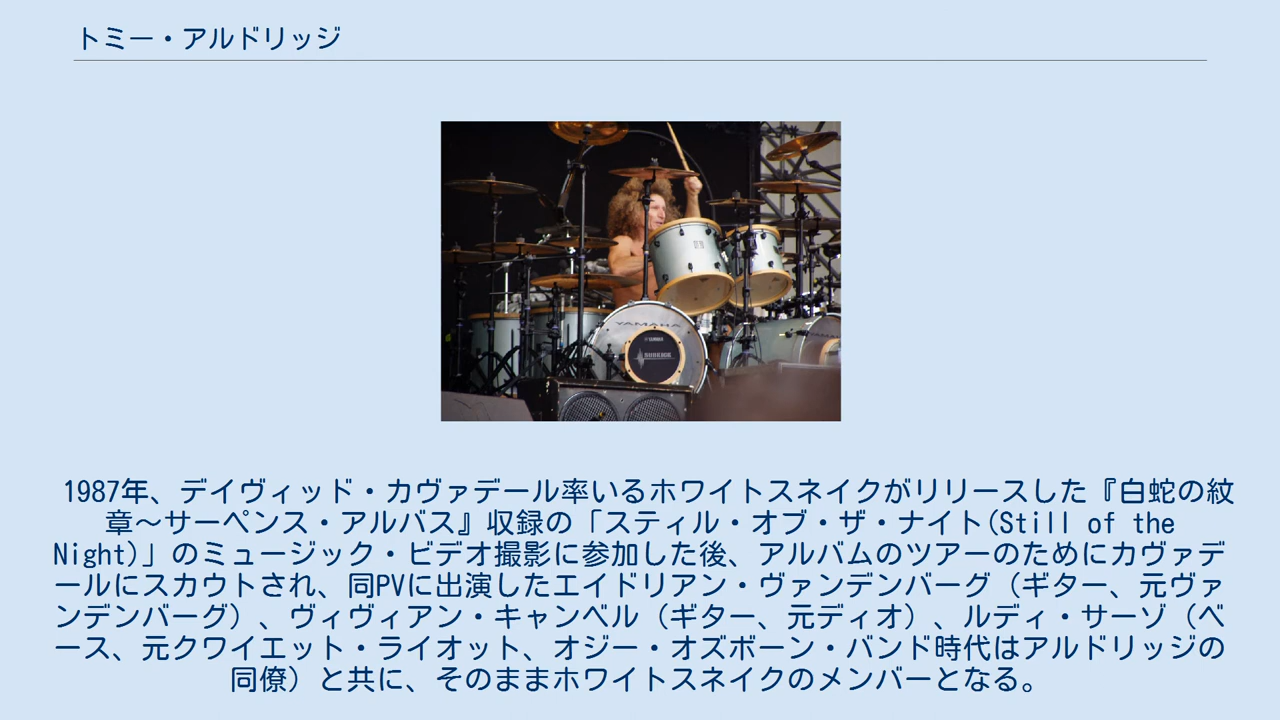 トミー・アルドリッジ
YAMAHA
1987年、デイヴィッド・カヴァデール率いるホワイトスネイクがリリースした『白蛇の紋
章〜サーペンス・アルバス』収録の「スティル・オブ・ザ・ナイト(Still of the
Night)」のミュージック・ビデオ撮影に参加した後、アルバムのツアーのためにカヴァデ
ールにスカウトされ、同PVに出演したエイドリアン・ヴァンデンバーグ（ギター、元ヴァ
ンデンバーグ）、ヴィヴィアン・キャンベル（ギター、元ディオ）、ルディ・サーゾ（ベ
ース、元クワイエット・ライオット、オジー・オズボーン・バンド時代はアルドリッジの
同僚）と共に、そのままホワイトスネイクのメンバーとなる。